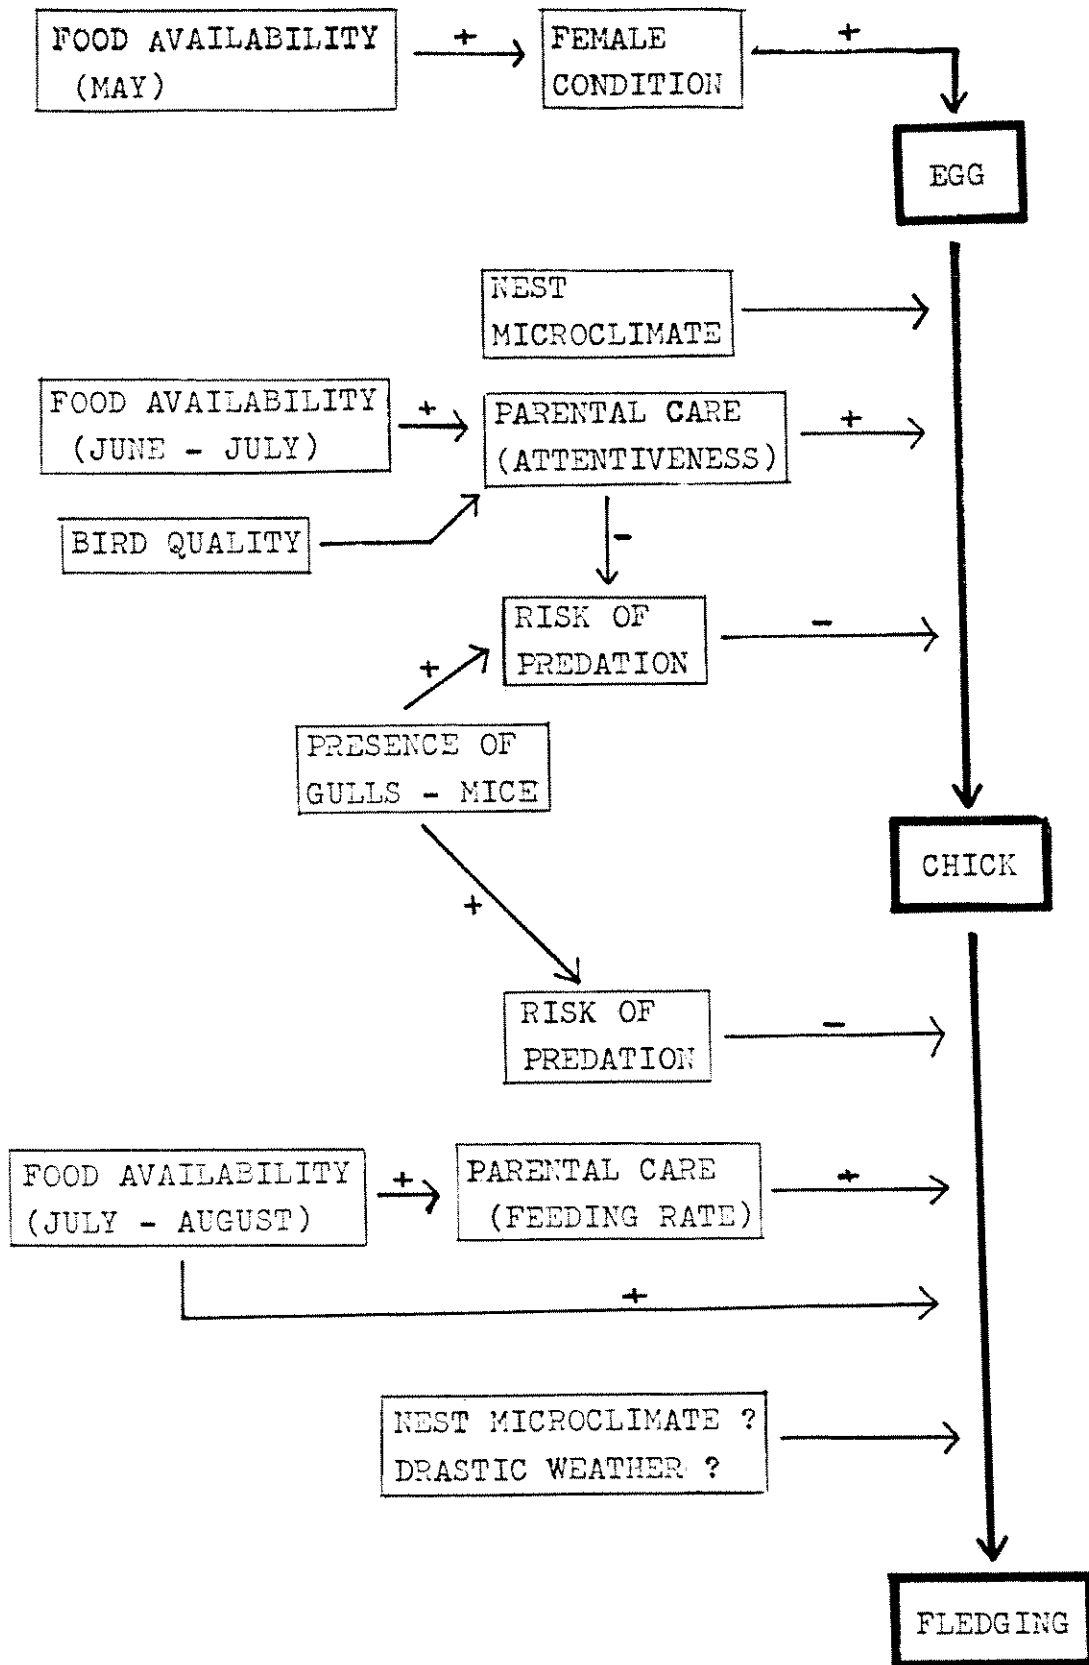 FOOD AVAILABILITY
(MAY)
+
FEMALE
CONDITION
+
EGG
NEST
MICROCLIMATE
FOOD AVAILABILITY
(JUNE - JULY)
+
PARENTAL CARE
(ATTENTIVENESS)
+
BIRD QUALITY
-
RISK OF
PREDATION
-
+
PRESENCE OF
GULLS - MICE
CHICK
+
RISK OF
PREDATION
-
FOOD AVAILABILITY
(JULY - AUGUST)
+
PARENTAL CARE
(FEEDING RATE)
+
+
NEST MICROCLIMATE ?
DRASTIC WEATHER ?
FLEDGING